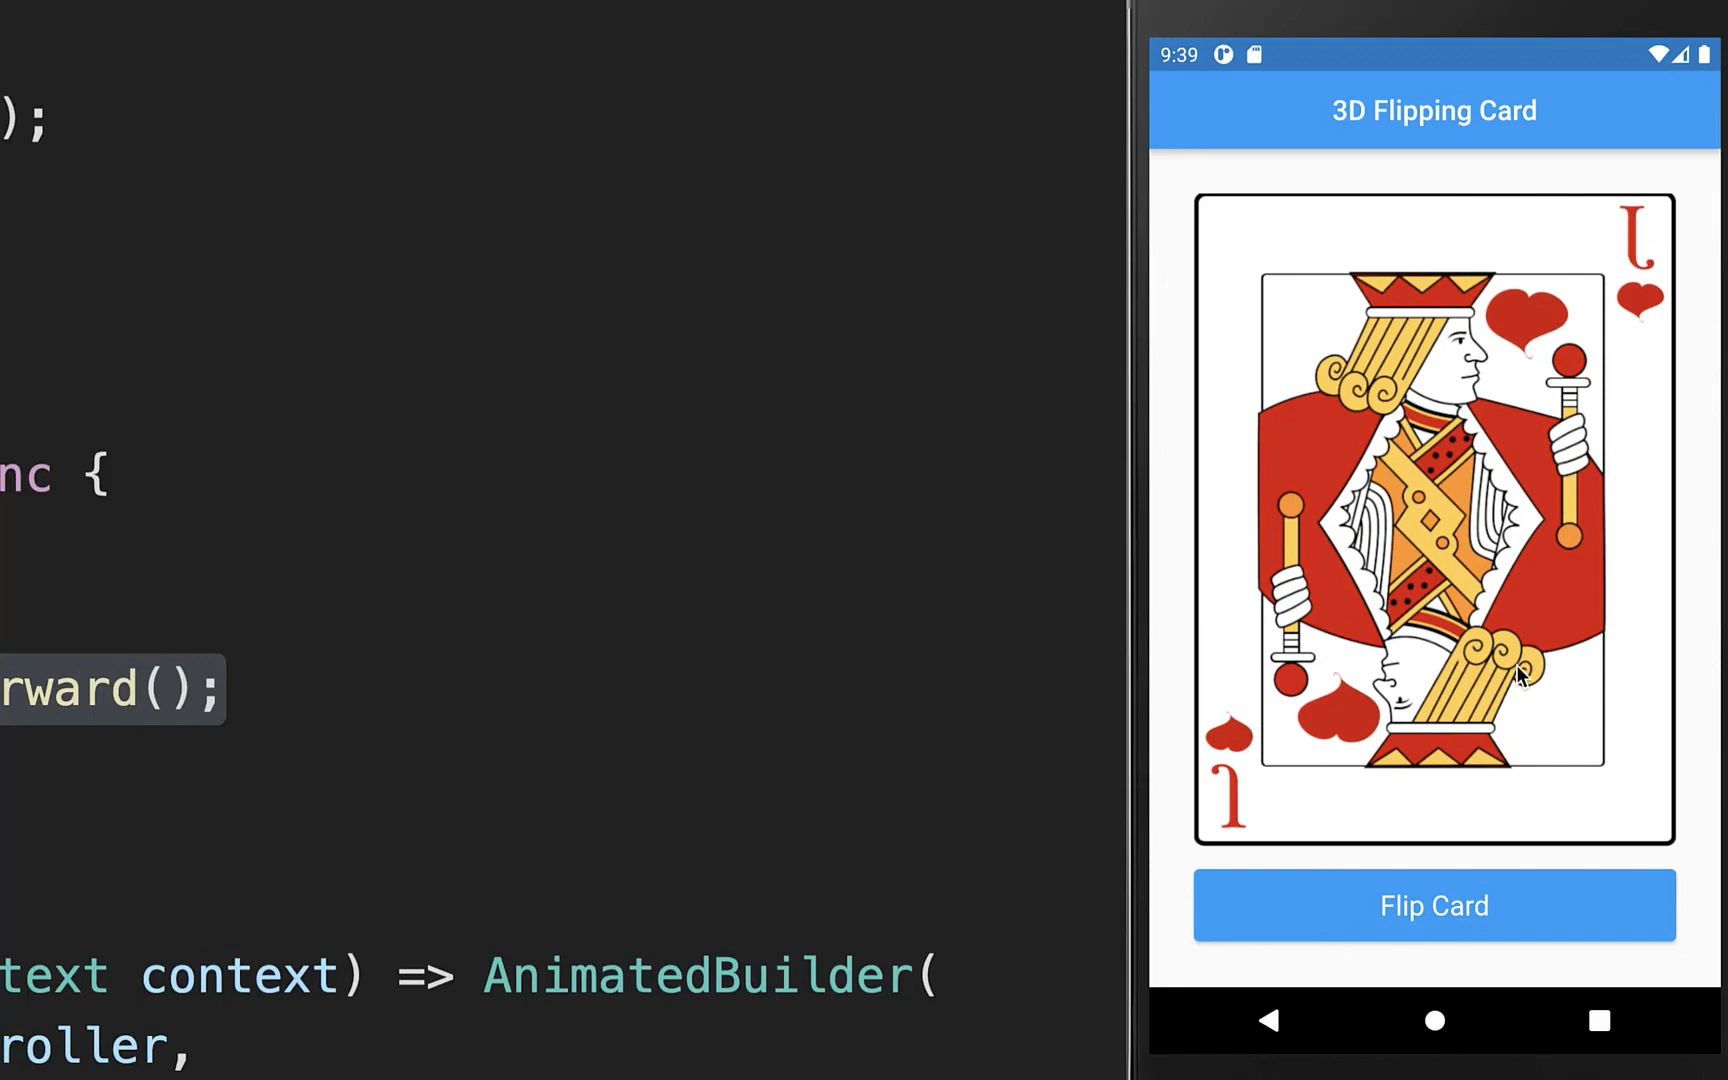 );
nc {
rward();
text context) => AnimatedBuilder(
roller,
9:39
3D Flipping Card
J
J
Flip Card